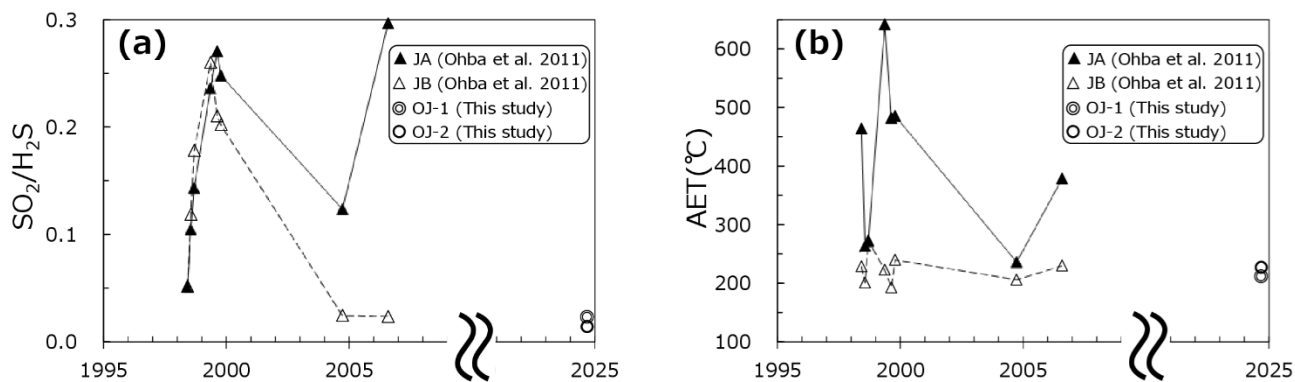 (a)
SO₂/H₂S
0.3
0.2
0.1
0.0
1995
2000
2005
2025
JA (Ohba et al. 2011)
JB (Ohba et al. 2011)
OJ-1 (This study)
OJ-2 (This study)
(b)
AET(℃)
600
500
400
300
200
100
1995
2000
2005
2025
JA (Ohba et al. 2011)
JB (Ohba et al. 2011)
OJ-1 (This study)
OJ-2 (This study)